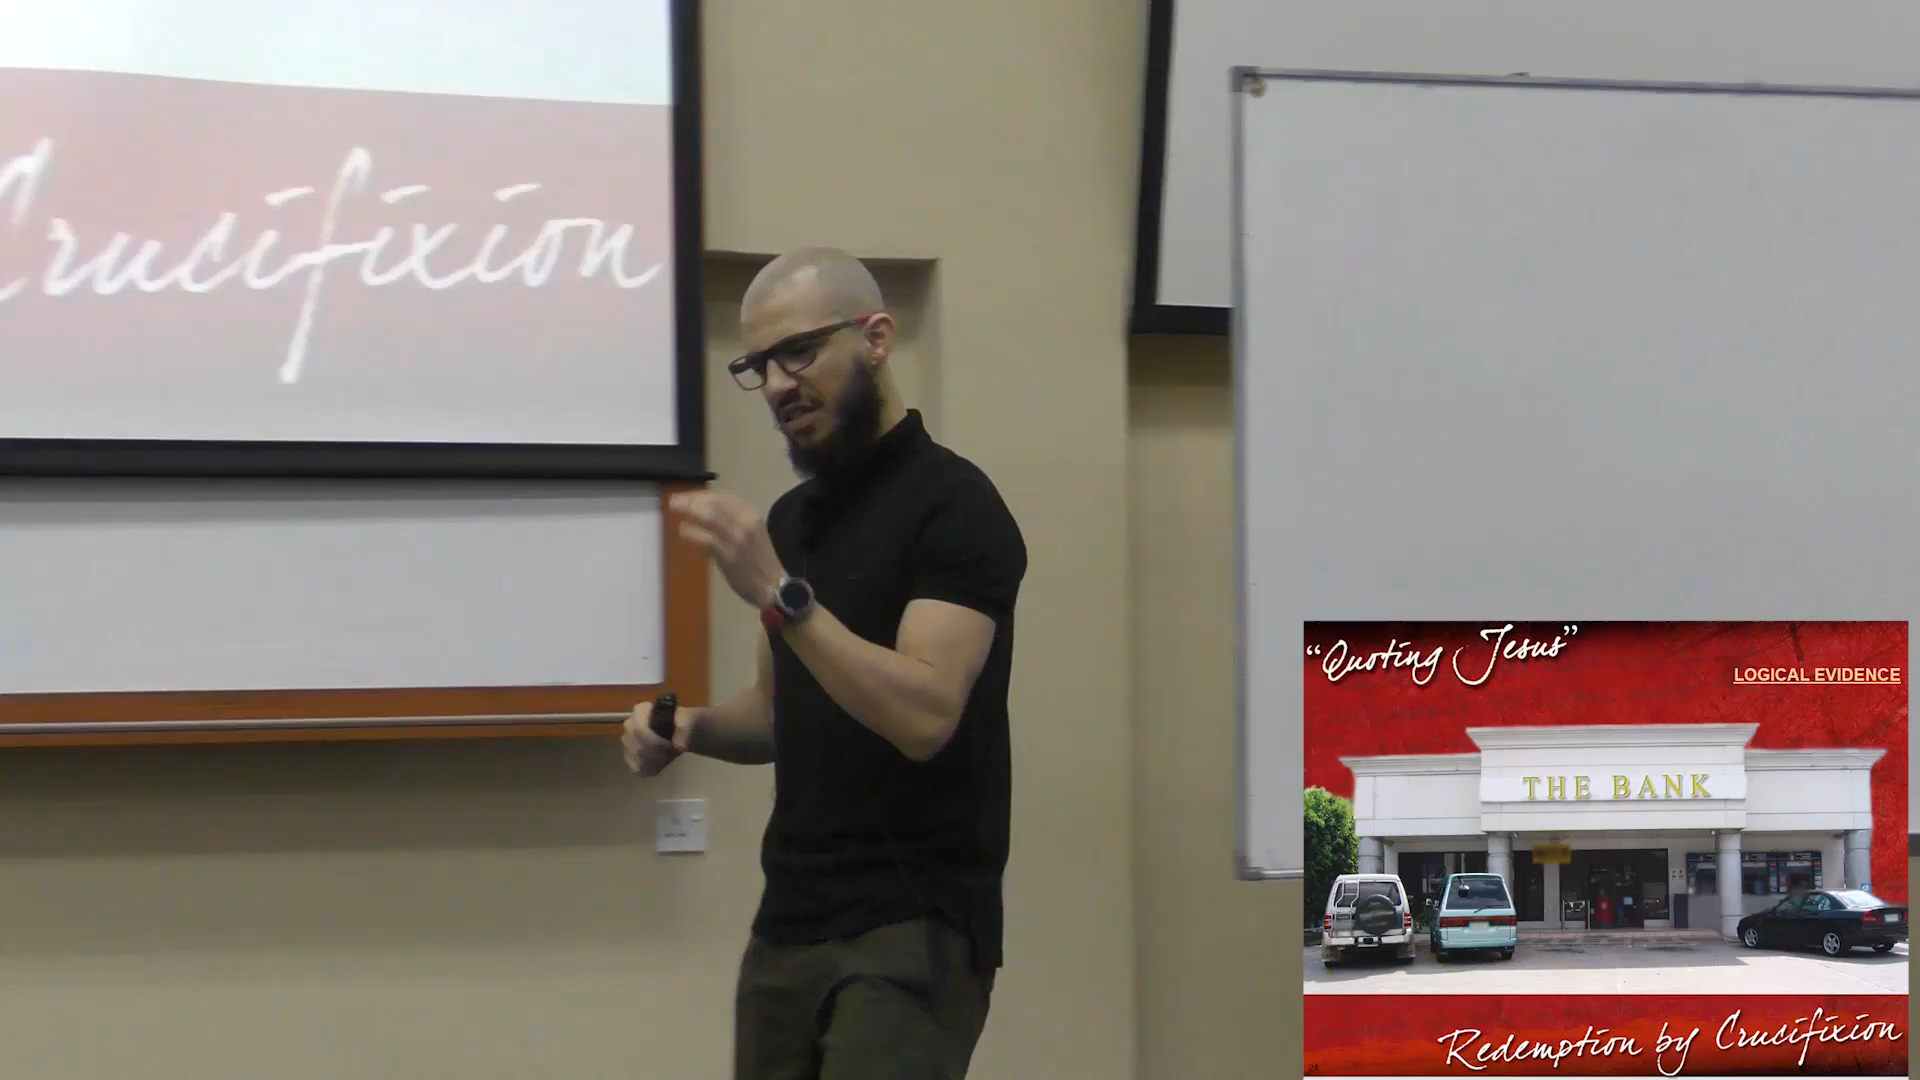 Crucifixion
“Quoting Jesus”
LOGICAL EVIDENCE
THE BANK
Redemption by Crucifixion